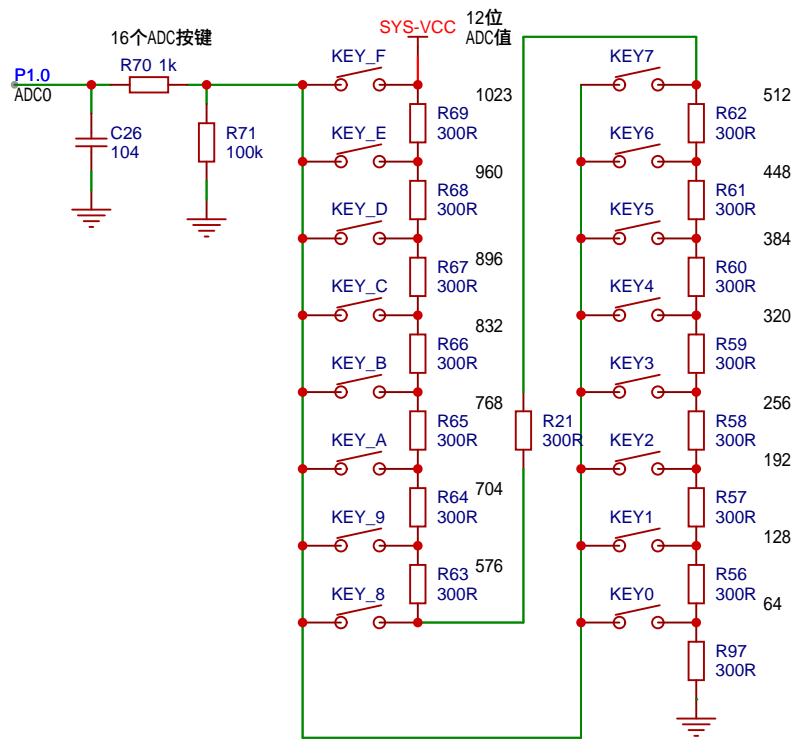 16个ADC按键
SYS-VCC
12位
ADC值
P1.0
ADC0
R70 1k
C26
104
R71
100k
KEY_F
1023
R69
300R
KEY_E
960
R68
300R
KEY_D
896
R67
300R
KEY_C
832
R66
300R
KEY_B
768
R65
300R
KEY_A
704
R64
300R
KEY_9
576
R63
300R
KEY_8
R21
300R
KEY7
512
R62
300R
KEY6
448
R61
300R
KEY5
384
R60
300R
KEY4
320
R59
300R
KEY3
256
R58
300R
KEY2
192
R57
300R
KEY1
128
R56
300R
KEY0
64
R97
300R